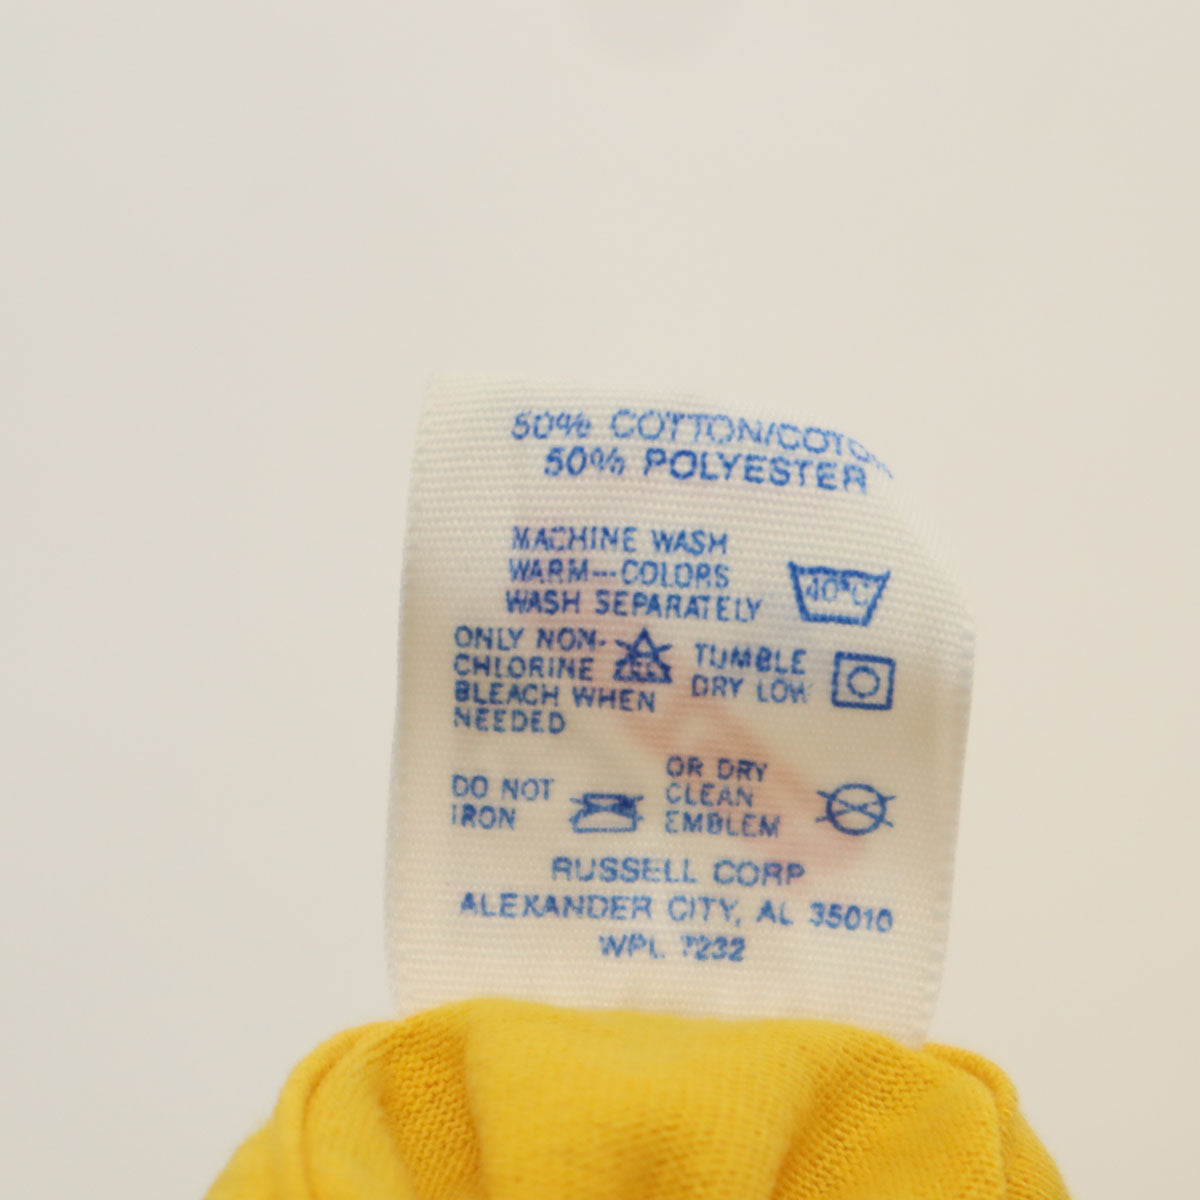 50% COTTON/COTON
50% POLYESTER
MACHINE WASH
WARM---COLORS
WASH SEPARATELY
40°C
ONLY NON-
CHLORINE
BLEACH WHEN
NEEDED
TUMBLE
DRY LOW
DO NOT
IRON
OR DRY
CLEAN
EMBLEM
RUSSELL CORP
ALEXANDER CITY, AL 35010
WPL 7232